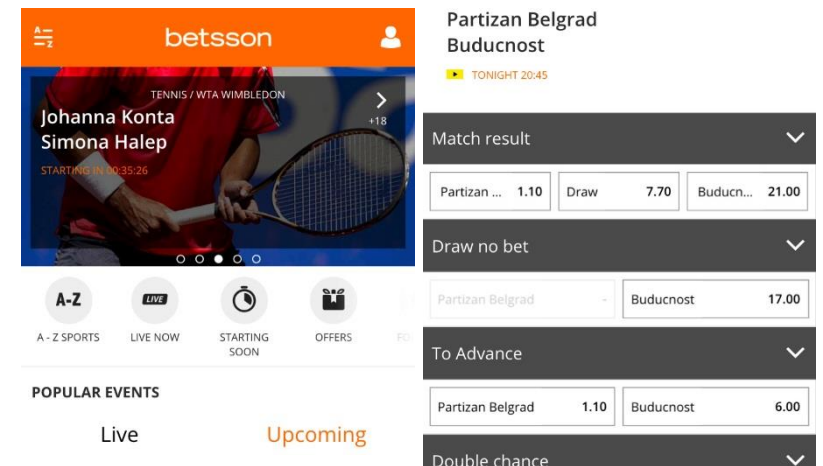 A
Z
betsson
TENNIS / WTA WIMBLEDON
Johanna Konta
+18
Simona Halep
STARTING IN 00:35:26
A-Z
LIVE
A - Z SPORTS
LIVE NOW
STARTING
SOON
OFFERS
FO
POPULAR EVENTS
Live
Upcoming
Partizan Belgrad
Buducnost
TONIGHT 20:45
Match result
Partizan ... 1.10
Draw 7.70
Buducn... 21.00
Draw no bet
Partizan Belgrad -
Buducnost 17.00
To Advance
Partizan Belgrad 1.10
Buducnost 6.00
Double chance